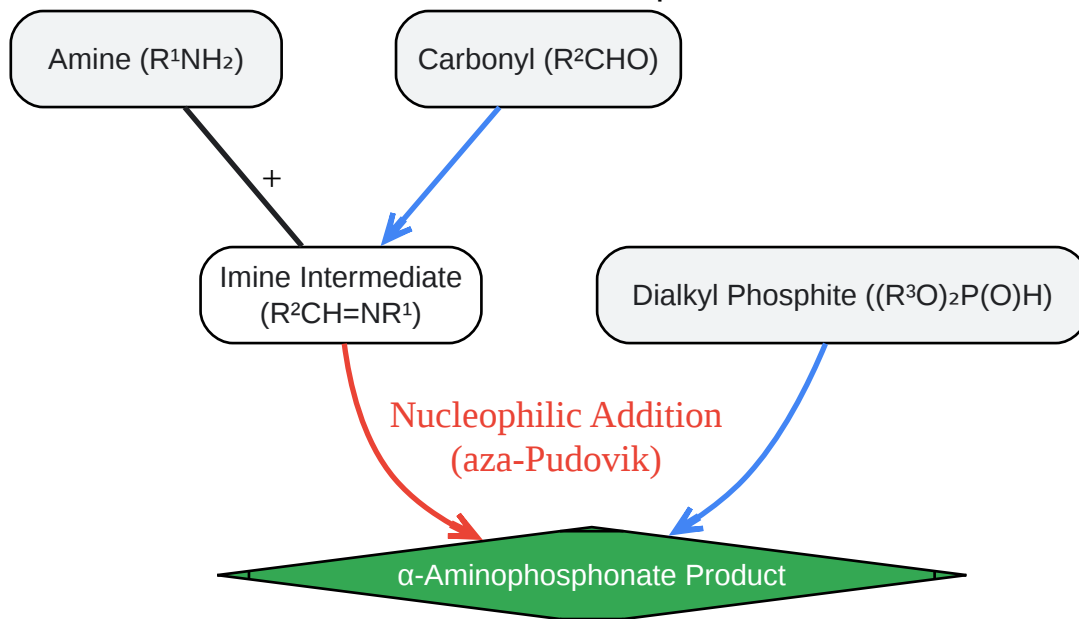 Amine (R¹NH₂)
Carbonyl (R²CHO)
+
Imine Intermediate
(R²CH=NR¹)
Dialkyl Phosphite ((R³O)₂P(O)H)
Nucleophilic Addition
(aza-Pudovik)
α-Aminophosphonate Product